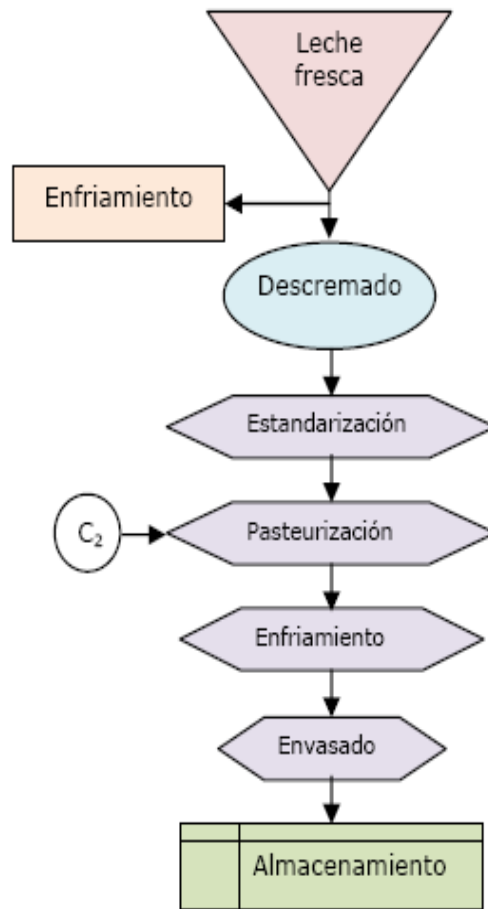 Leche
fresca
Enfriamiento
Descremado
Estandarización
C₂
Pasteurización
Enfriamiento
Envasado
Almacenamiento